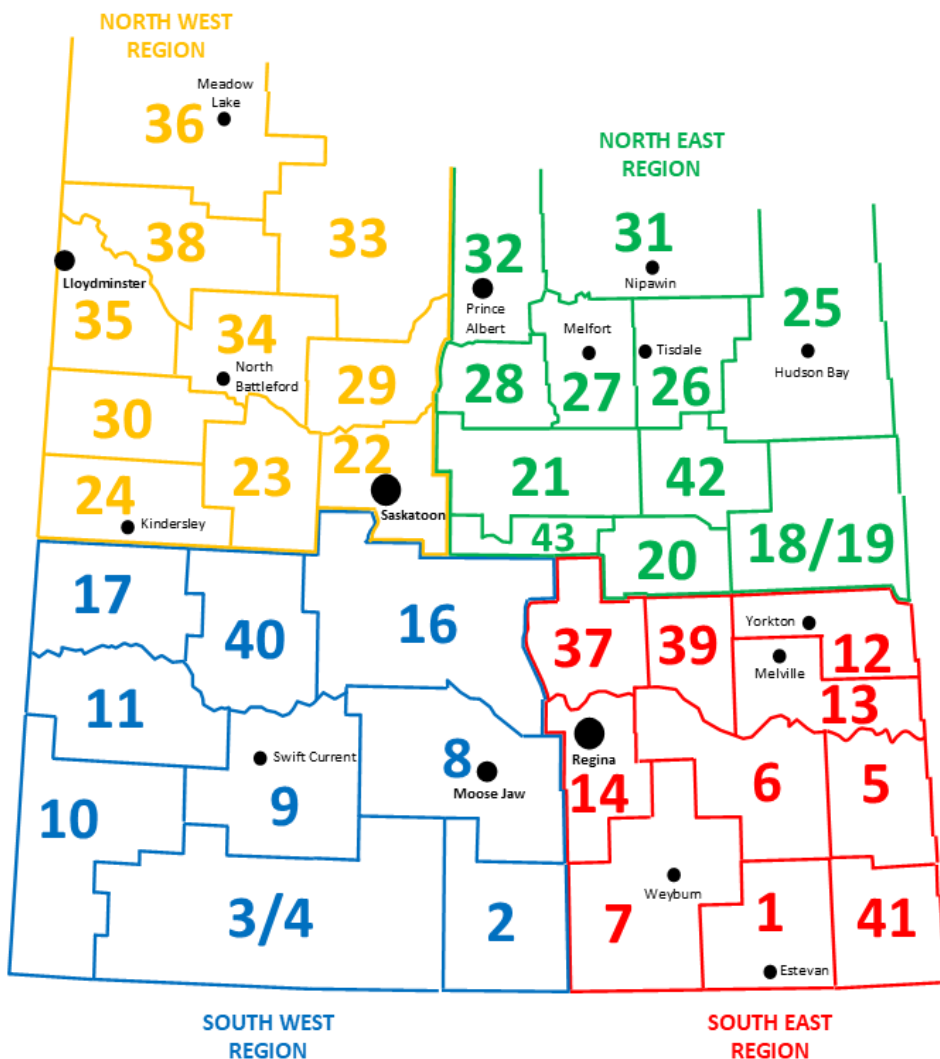 NORTH WEST
REGION
Meadow
Lake
36
NORTH EAST
REGION
38
33
32
31
Lloydminster
Nipawin
35
34
Prince
Albert
Melfort
25
Tisdale
North
Battleford
29
28
27
26
Hudson Bay
30
22
23
21
42
24
Kindersley
Saskatoon
43
20
18/19
17
40
16
37
39
Yorkton
12
Melville
11
13
Swift Current
8
Moose Jaw
Regina
14
6
5
10
9
3/4
2
7
Weyburn
1
41
Estevan
SOUTH WEST
REGION
SOUTH EAST
REGION